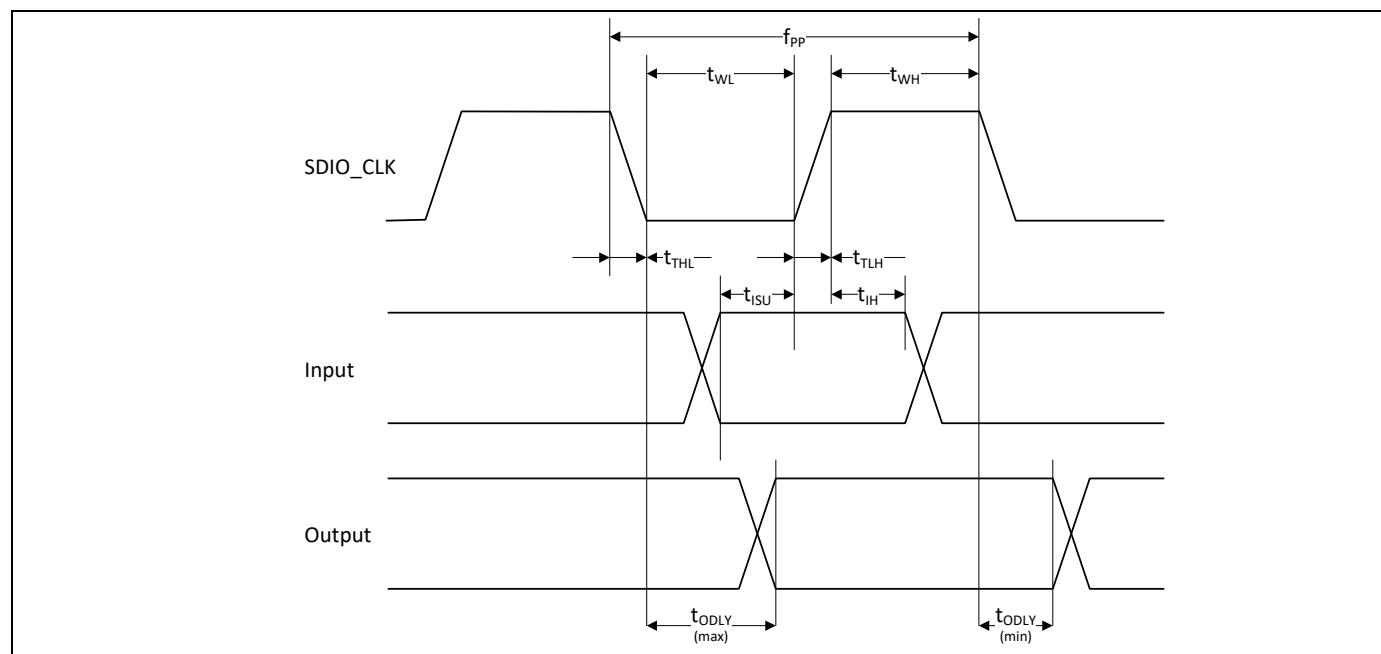 fPP
tWL
tWH
SDIO_CLK
tTHL
tTLH
tISU
tIH
Input
Output
tODLY
(max)
tODLY
(min)